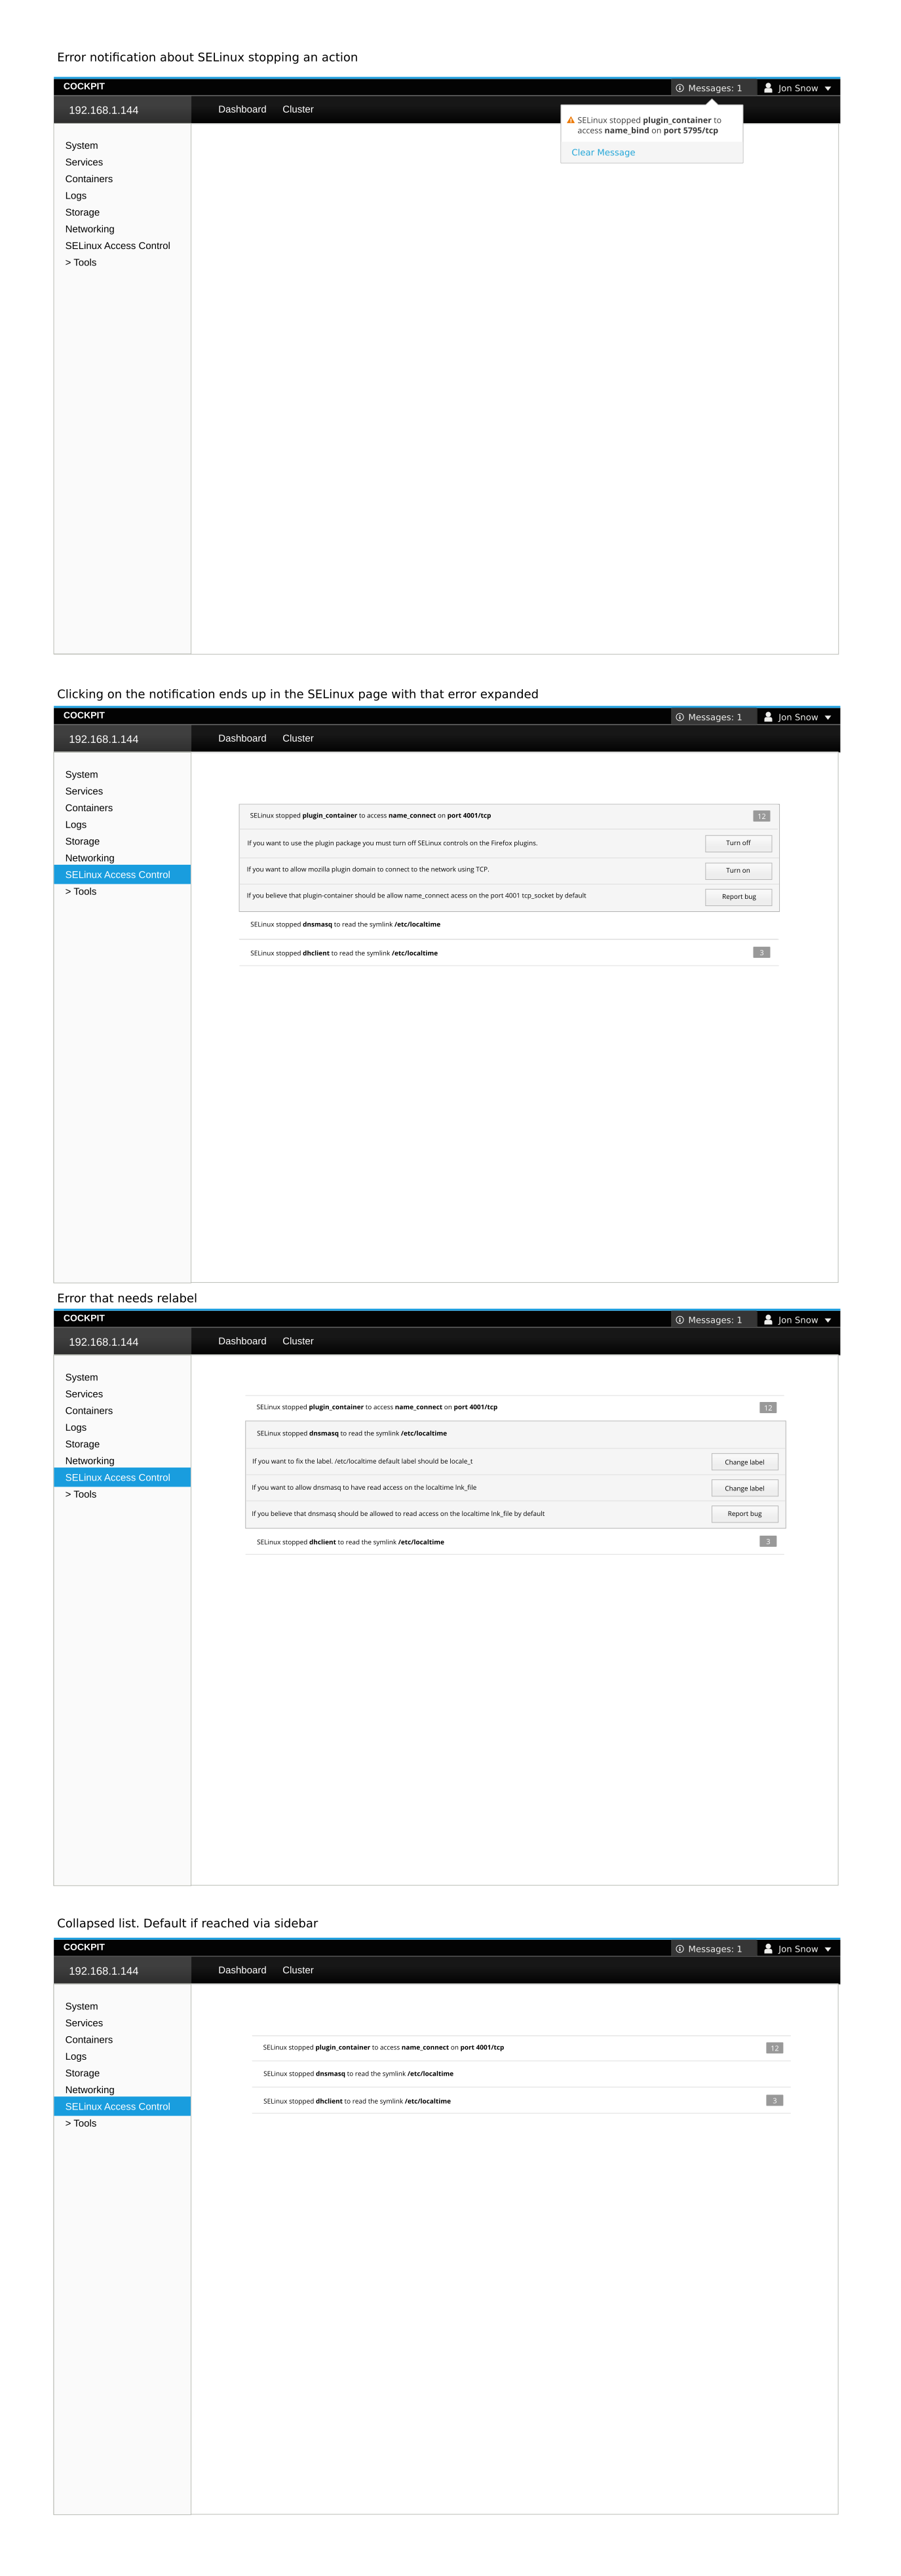 Error notification about SELinux stopping an action
COCKPIT
Messages: 1
Jon Snow
192.168.1.144
Dashboard
Cluster
SELinux stopped plugin_container to
access name_bind on port 5795/tcp
Clear Message
System
Services
Containers
Logs
Storage
Networking
SELinux Access Control
> Tools
Clicking on the notification ends up in the SELinux page with that error expanded
COCKPIT
Messages: 1
Jon Snow
192.168.1.144
Dashboard
Cluster
System
Services
Containers
Logs
Storage
Networking
SELinux Access Control
> Tools
SELinux stopped plugin_container to access name_connect on port 4001/tcp
12
If you want to use the plugin package you must turn off SELinux controls on the Firefox plugins.
Turn off
If you want to allow mozilla plugin domain to connect to the network using TCP.
Turn on
If you believe that plugin-container should be allow name_connect acess on the port 4001 tcp_socket by default
Report bug
SELinux stopped dnsmasq to read the symlink /etc/localtime
SELinux stopped dhclient to read the symlink /etc/localtime
3
Error that needs relabel
COCKPIT
Messages: 1
Jon Snow
192.168.1.144
Dashboard
Cluster
System
Services
Containers
Logs
Storage
Networking
SELinux Access Control
> Tools
SELinux stopped plugin_container to access name_connect on port 4001/tcp
12
SELinux stopped dnsmasq to read the symlink /etc/localtime
If you want to fix the label. /etc/localtime default label should be locale_t
Change label
If you want to allow dnsmasq to have read access on the localtime lnk_file
Change label
If you believe that dnsmasq should be allowed to read access on the localtime lnk_file by default
Report bug
SELinux stopped dhclient to read the symlink /etc/localtime
3
Collapsed list. Default if reached via sidebar
COCKPIT
Messages: 1
Jon Snow
192.168.1.144
Dashboard
Cluster
System
Services
Containers
Logs
Storage
Networking
SELinux Access Control
> Tools
SELinux stopped plugin_container to access name_connect on port 4001/tcp
12
SELinux stopped dnsmasq to read the symlink /etc/localtime
SELinux stopped dhclient to read the symlink /etc/localtime
3